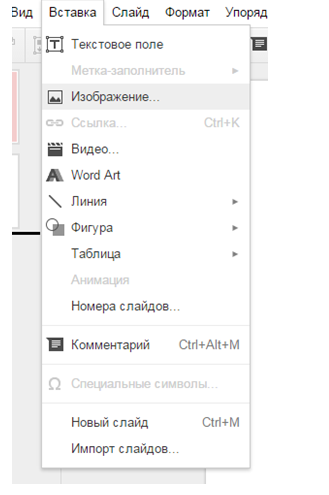 Вид Вставка Слайд Формат Упоряд
Текстовое поле
Метка-заполнитель
Изображение...
Ссылка... Ctrl+K
Видео...
Word Art
Линия
Фигура
Таблица
Анимация
Номера слайдов...
Комментарий Ctrl+Alt+M
Специальные символы...
Новый слайд Ctrl+M
Импорт слайдов...